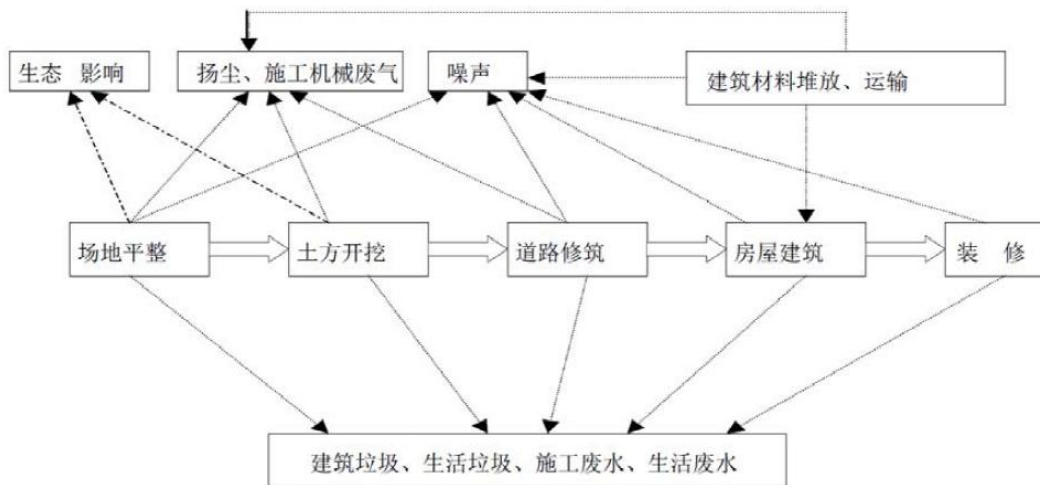 生态 影响
扬尘、施工机械废气
噪声
建筑材料堆放、运输
场地平整
土方开挖
道路修筑
房屋建筑
装 修
建筑垃圾、生活垃圾、施工废水、生活废水